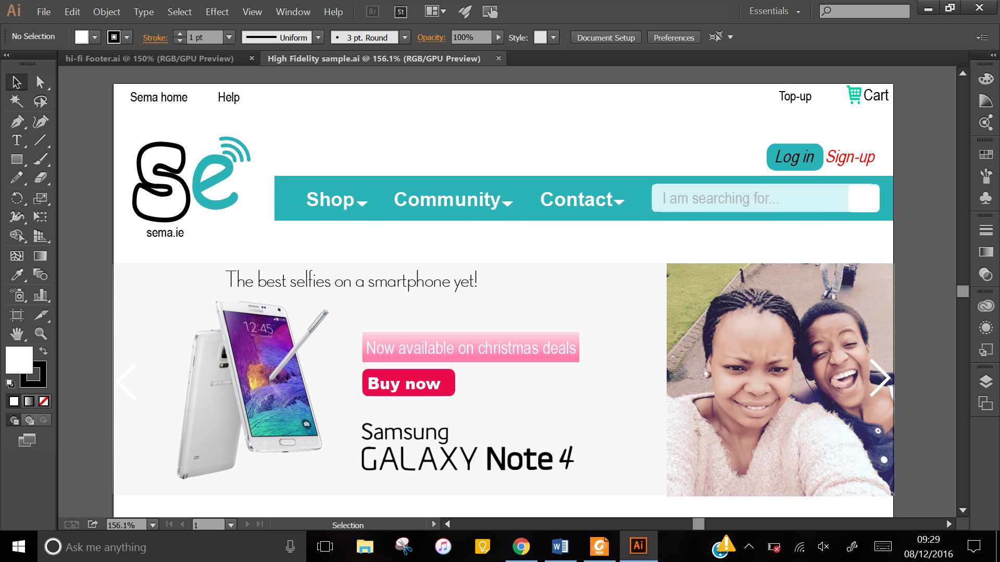 Ai File Edit Object Type Select Effect View Window Help Br St Essentials
No Selection Stroke: 1 pt Uniform 3 pt. Round Opacity: 100% Style: Document Setup Preferences
hi-fi Footer.ai @ 150% (RGB/GPU Preview) × High Fidelity sample.ai @ 156.1% (RGB/GPU Preview) ×
Sema home Help Top-up Cart
Se
Log in Sign-up
Shop Community Contact I am searching for...
sema.ie
The best selfies on a smartphone yet!
12:45
Now available on christmas deals
SAMSUNG
Buy now
Samsung
GALAXY Note 4
156.1% 1 Selection
Ask me anything
W
PDF
Ai
09:29
08/12/2016